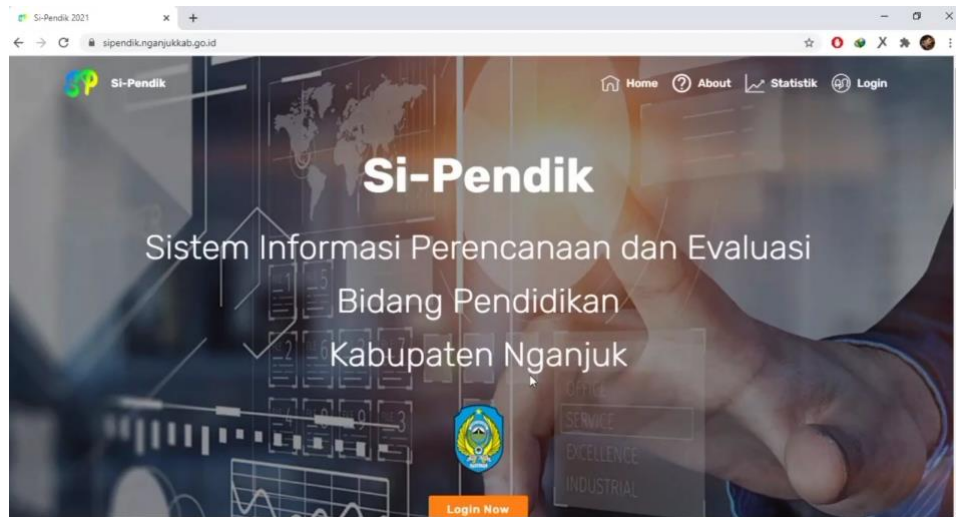 Si-Pendik 2021
sipendik.nganjukkab.go.id
SP Si-Pendik Home About Statistik Login
Si-Pendik
Sistem Informasi Perencanaan dan Evaluasi
Bidang Pendidikan
Kabupaten Nganjuk
OFFICE
SERVICE
EXCELLENCE
INDUSTRIAL
Login Now